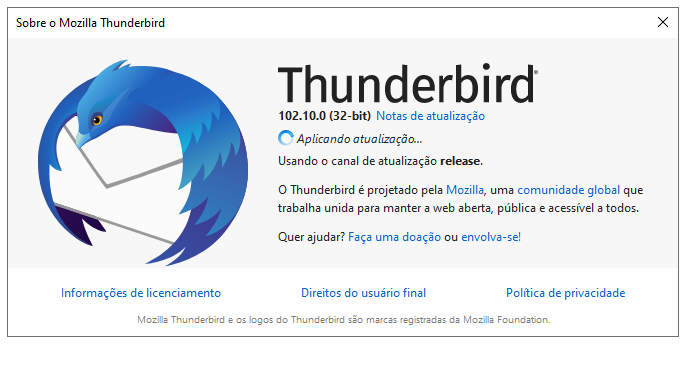 Sobre o Mozilla Thunderbird
Thunderbird®
102.10.0 (32-bit) Notas de atualização
Aplicando atualização...
Usando o canal de atualização release.
O Thunderbird é projetado pela Mozilla, uma comunidade global que
trabalha unida para manter a web aberta, pública e acessível a todos.
Quer ajudar? Faça uma doação ou envolva-se!
Informações de licenciamento
Direitos do usuário final
Política de privacidade
Mozilla Thunderbird e os logos do Thunderbird são marcas registradas da Mozilla Foundation.